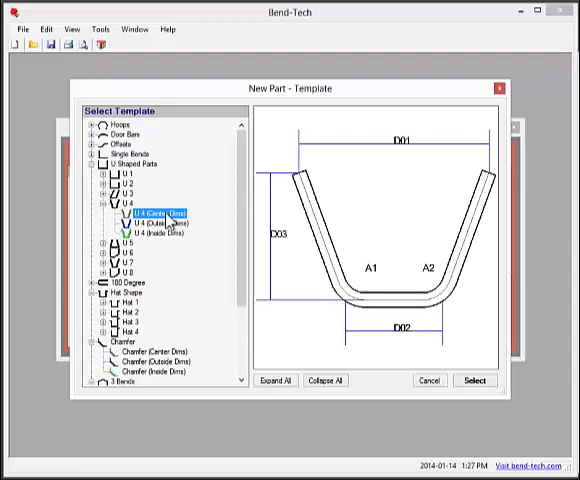 Bend-Tech
File Edit View Tools Window Help
New Part - Template
Select Template
Hoops
Door Bars
Offsets
Single Bends
U Shaped Parts
U 1
U 2
U 3
U 4
U 4 (Center Dims)
U 4 (Outside Dims)
U 4 (Inside Dims)
U 5
U 6
U 7
U 8
180 Degree
Hat Shape
Hat 1
Hat 2
Hat 3
Hat 4
Chamfer
Chamfer (Center Dims)
Chamfer (Outside Dims)
Chamfer (Inside Dims)
3 Bends
D01
D03
A1 A2
D02
Expand All Collapse All Cancel Select
2014-01-14 1:27 PM Visit bend-tech.com